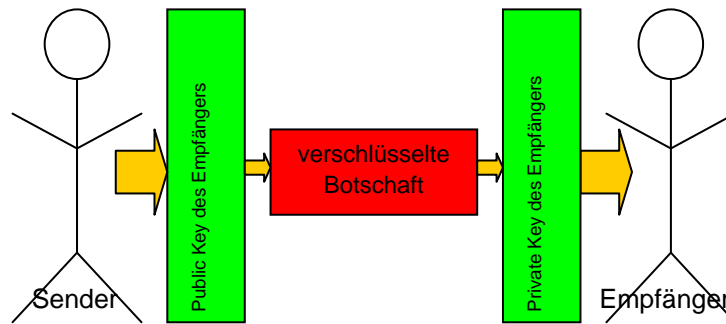 Public Key des Empfängers
verschlüsselte
Botschaft
Private Key des Empfängers
Sender
Empfänger